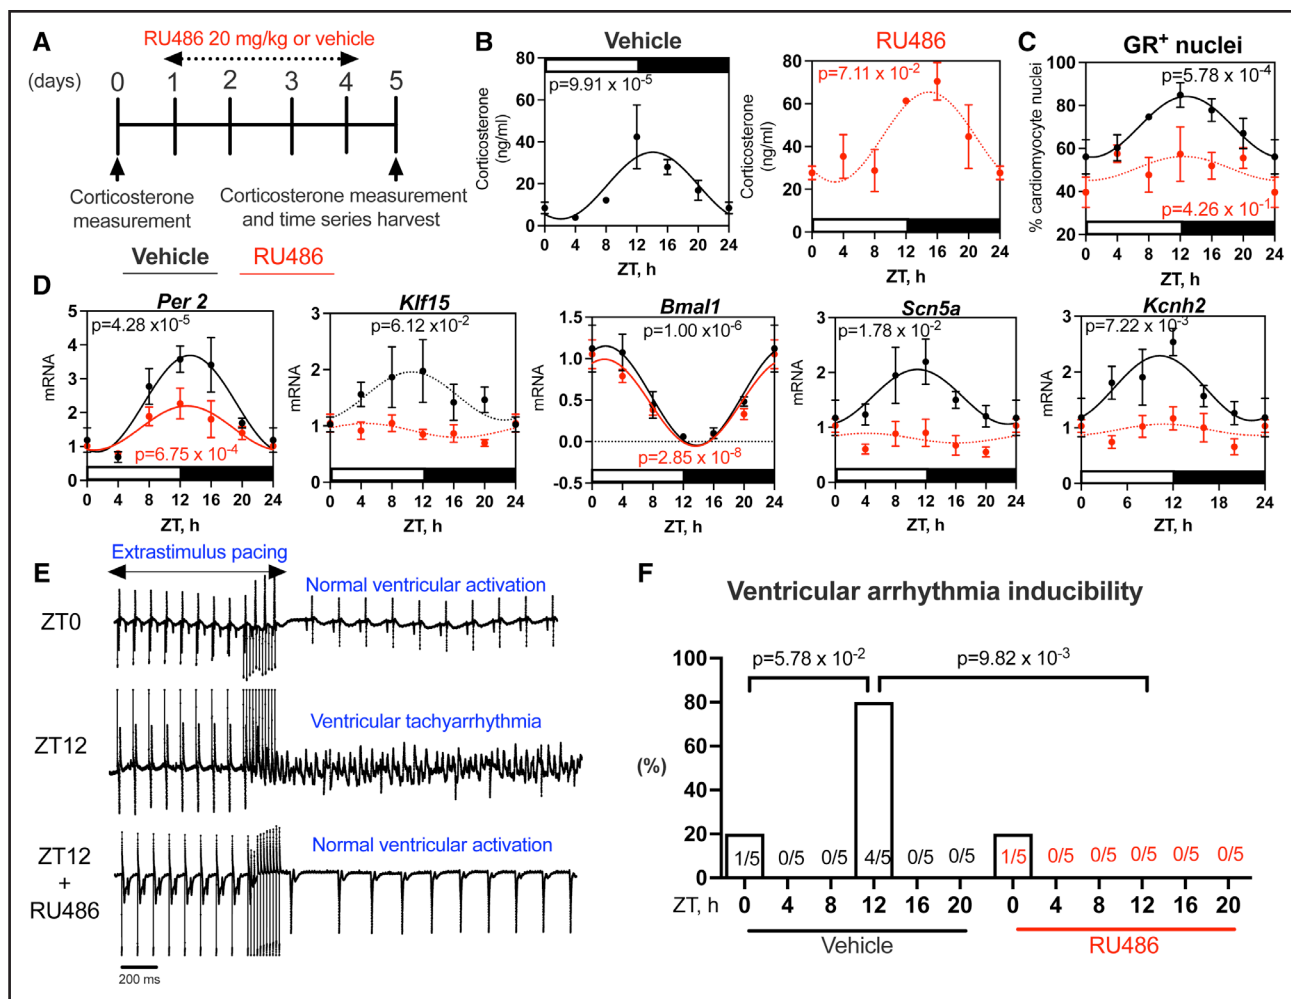 A
RU486 20 mg/kg or vehicle
(days)
0 1 2 3 4 5
Corticosterone
measurement
Corticosterone measurement
and time series harvest
Vehicle RU486
B
Vehicle
p=9.91 x 10-5
Corticosterone
(ng/ml)
80
60
40
20
0
0 4 8 12 16 20 24
ZT, h
RU486
p=7.11 x 10-2
Corticosterone
(ng/ml)
80
60
40
20
0
0 4 8 12 16 20 24
ZT, h
C
GR+ nuclei
p=5.78 x 10-4
% cardiomyocyte nuclei
100
80
60
40
20
p=4.26 x 10-1
0 4 8 12 16 20 24
ZT, h
D
Per 2
p=4.28 x10-5
mRNA
5
4
3
2
1
0
p=6.75 x10-4
0 4 8 12 16 20 24
ZT, h
Klf15
p=6.12 x10-2
mRNA
3
2
1
0
0 4 8 12 16 20 24
ZT, h
Bmal1
p=1.00 x10-6
mRNA
1.5
1.0
0.5
0.0
-0.5
p=2.85 x 10-8
0 4 8 12 16 20 24
ZT, h
Scn5a
p=1.78 x 10-2
mRNA
3
2
1
0
0 4 8 12 16 20 24
ZT, h
Kcnh2
p=7.22 x 10-3
mRNA
3
2
1
0
0 6 12 18 24
ZT, h
E
Extrastimulus pacing
ZT0
Normal ventricular activation
ZT12
Ventricular tachyarrhythmia
ZT12
+
RU486
Normal ventricular activation
200 ms
F
Ventricular arrhythmia inducibility
p=5.78 x 10-2
p=9.82 x 10-3
(%)
100
80
60
40
20
0
1/5 0/5 0/5 4/5 0/5 0/5 1/5 0/5 0/5 0/5 0/5 0/5
ZT, h 0 4 8 12 16 20 0 4 8 12 16 20
Vehicle RU486